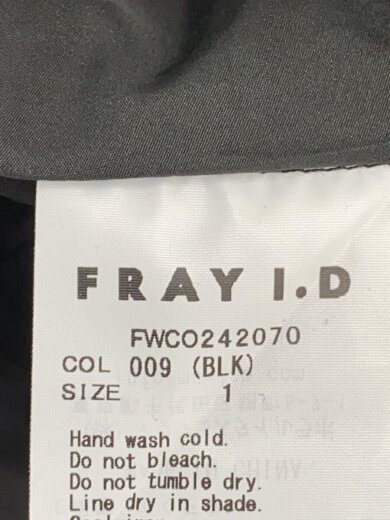 FRAY I.D
FWCO242070
COL 009 (BLK)
SIZE 1
Hand wash cold.
Do not bleach.
Do not tumble dry.
Line dry in shade.